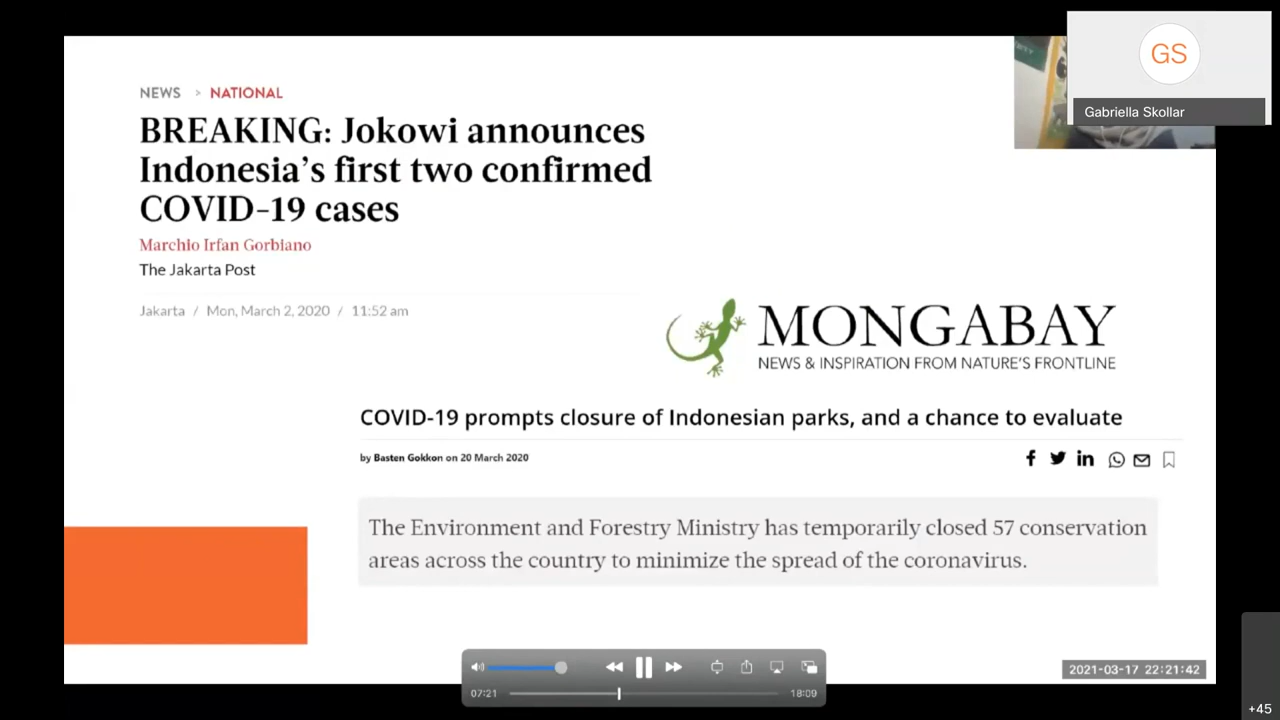 NEWS > NATIONAL
BREAKING: Jokowi announces
Indonesia's first two confirmed
COVID-19 cases
Marchio Irfan Gorbiano
The Jakarta Post
Jakarta / Mon, March 2, 2020 / 11:52 am
GS
Gabriella Skollar
MONGABAY
NEWS & INSPIRATION FROM NATURE'S FRONTLINE
COVID-19 prompts closure of Indonesian parks, and a chance to evaluate
by Basten Gokkon on 20 March 2020
The Environment and Forestry Ministry has temporarily closed 57 conservation
areas across the country to minimize the spread of the coronavirus.
07:21
18:09
2021-03-17 22:21:42
+45